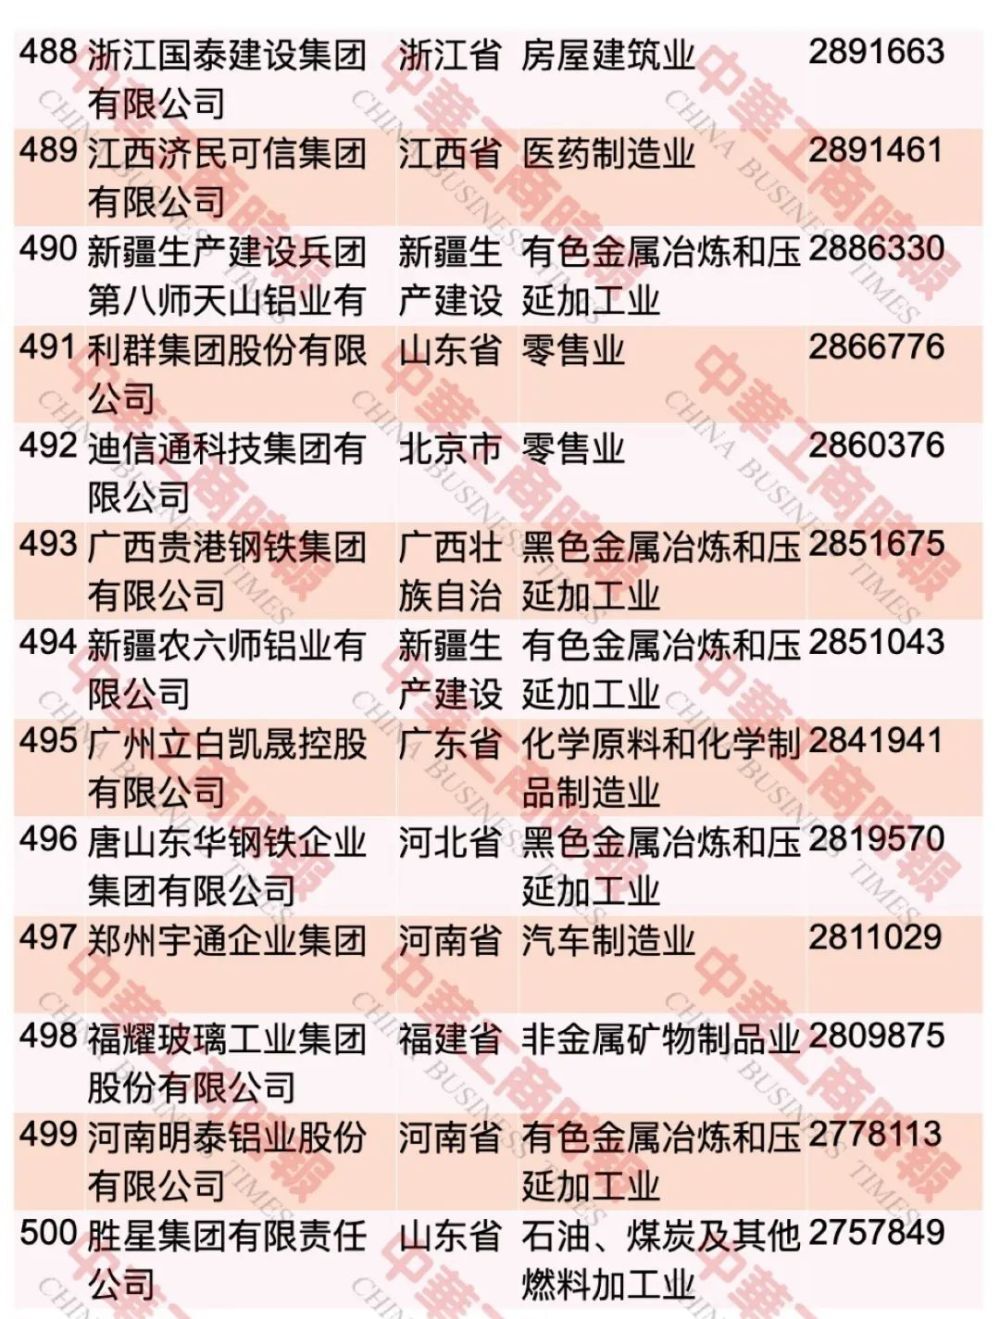 488 浙江国泰建设集团 浙江省 房屋建筑业 2891663
有限公司
489 江西济民可信集团 江西省 医药制造业 2891461
有限公司
490 新疆生产建设兵团 新疆生 有色金属冶炼和压 2886330
第八师天山铝业有 产建设 延加工业
491 利群集团股份有限 山东省 零售业 2866776
公司
492 迪信通科技集团有 北京市 零售业 2860376
限公司
493 广西贵港钢铁集团 广西壮 黑色金属冶炼和压 2851675
有限公司 族自治 延加工业
494 新疆农六师铝业有 新疆生 有色金属冶炼和压 2851043
限公司 产建设 延加工业
495 广州立白凯晟控股 广东省 化学原料和化学制 2841941
有限公司 品制造业
496 唐山东华钢铁企业 河北省 黑色金属冶炼和压 2819570
集团有限公司 延加工业
497 郑州宇通企业集团 河南省 汽车制造业 2811029
498 福耀玻璃工业集团 福建省 非金属矿物制品业 2809875
股份有限公司
499 河南明泰铝业股份 河南省 有色金属冶炼和压 2778113
有限公司 延加工业
500 胜星集团有限责任 山东省 石油、煤炭及其他 2757849
公司 燃料加工业
中華工商時報
CHINA BUSINESS TIMES